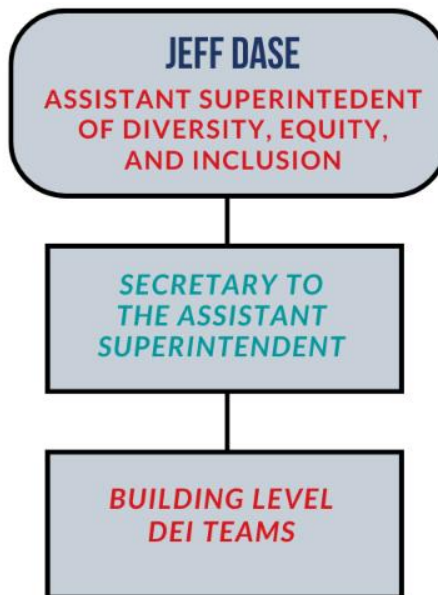 JEFF DASE
ASSISTANT SUPERINTEDENT
OF DIVERSITY, EQUITY,
AND INCLUSION
SECRETARY TO
THE ASSISTANT
SUPERINTENDENT
BUILDING LEVEL
DEI TEAMS